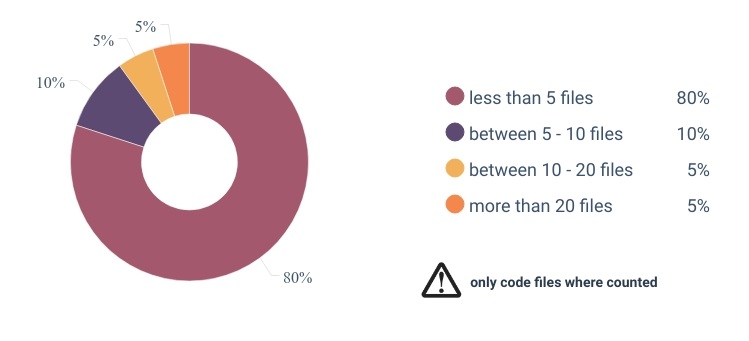 5%
5%
10%
80%
less than 5 files 80%
between 5 - 10 files 10%
between 10 - 20 files 5%
more than 20 files 5%
only code files where counted